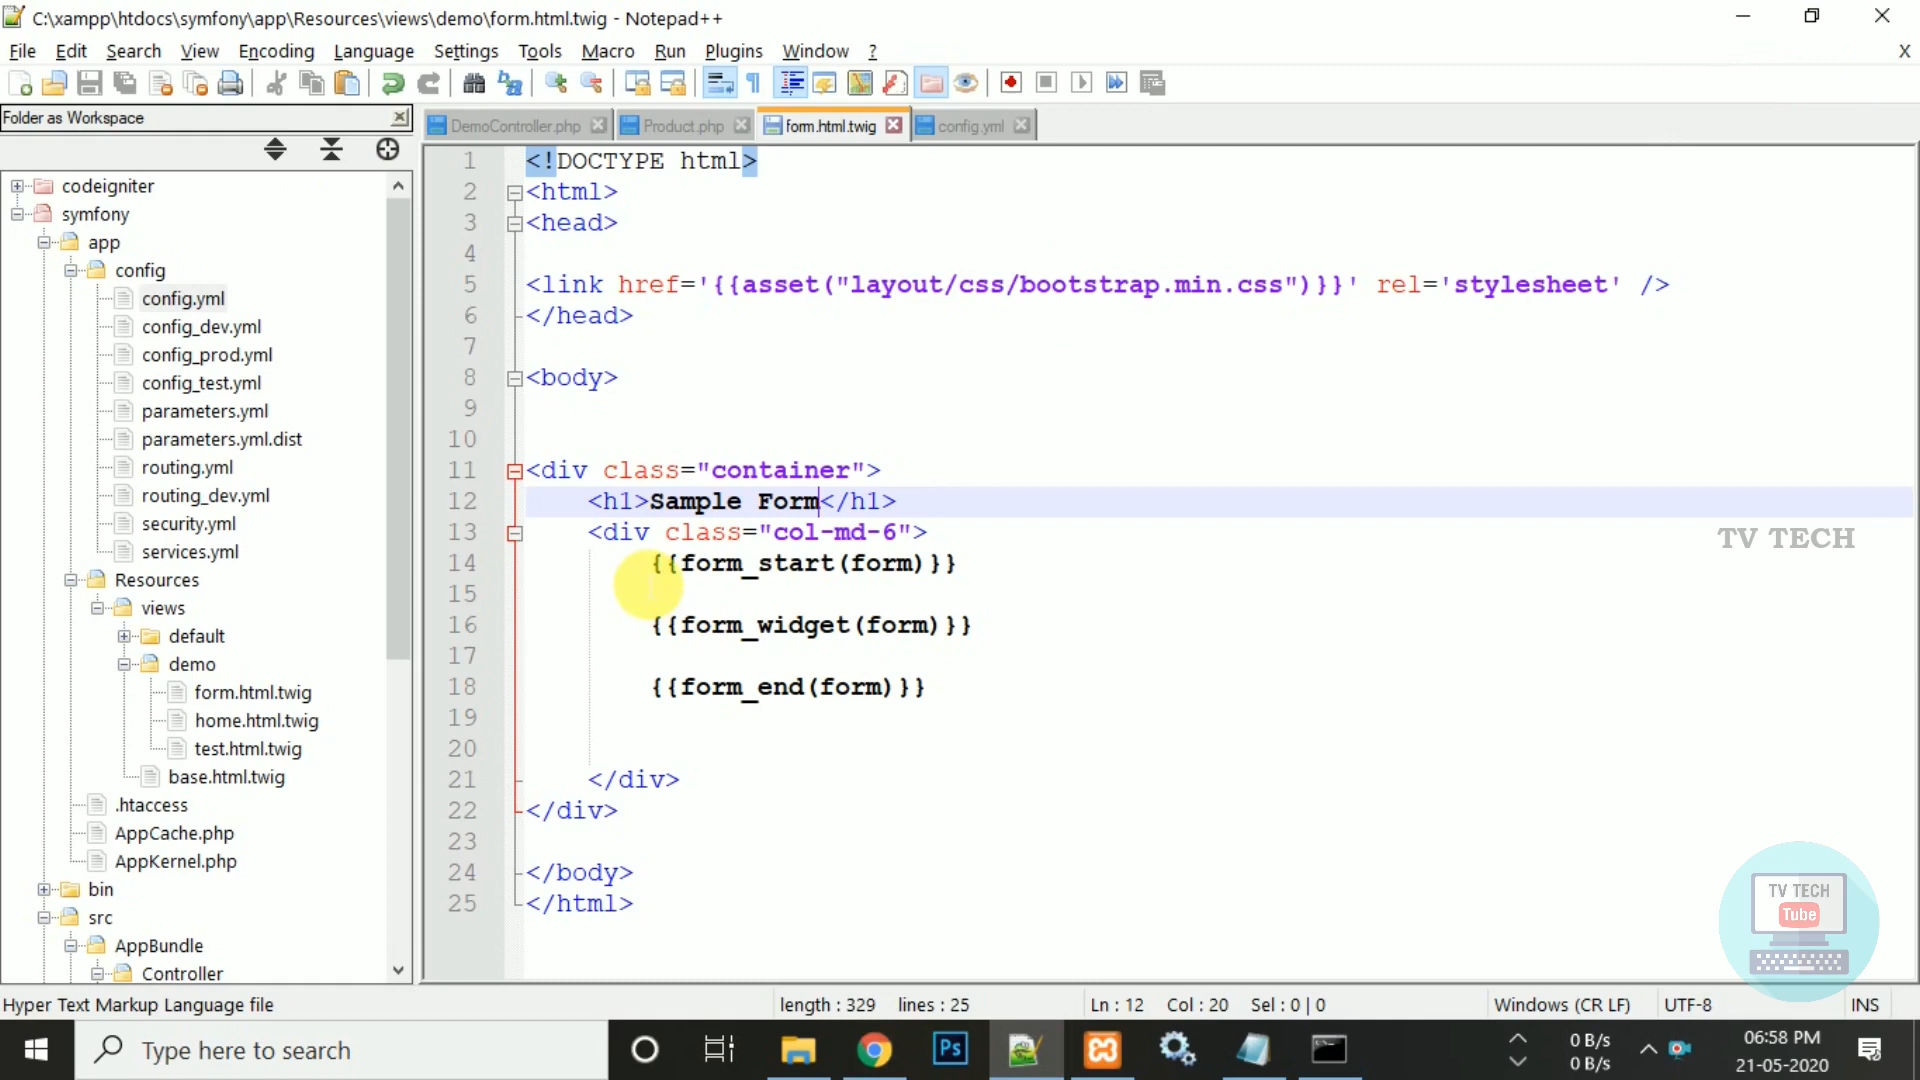 C:\xampp\htdocs\symfony\app\Resources\views\demo\form.html.twig - Notepad++
File Edit Search View Encoding Language Settings Tools Macro Run Plugins Window ? X
Folder as Workspace
DemoController.php Product.php form.html.twig config.yml
codeigniter
symfony
app
config
config.yml
config_dev.yml
config_prod.yml
config_test.yml
parameters.yml
parameters.yml.dist
routing.yml
routing_dev.yml
security.yml
services.yml
Resources
views
default
demo
form.html.twig
home.html.twig
test.html.twig
base.html.twig
.htaccess
AppCache.php
AppKernel.php
bin
src
AppBundle
Controller
1 <!DOCTYPE html>
2 <html>
3 <head>
4
5 <link href='{{asset("layout/css/bootstrap.min.css")}}' rel='stylesheet' />
6 </head>
7
8 <body>
9
10
11 <div class="container">
12 <h1>Sample Form</h1>
13 <div class="col-md-6">
14 {{form_start(form)}}
15
16 {{form_widget(form)}}
17
18 {{form_end(form)}}
19
20
21 </div>
22 </div>
23
24 </body>
25 </html>
TV TECH
TV TECH
Tube
Hyper Text Markup Language file length : 329 lines : 25 Ln : 12 Col : 20 Sel : 0 | 0 Windows (CR LF) UTF-8 INS
Type here to search
Ps
0 B/s
0 B/s
06:58 PM
21-05-2020